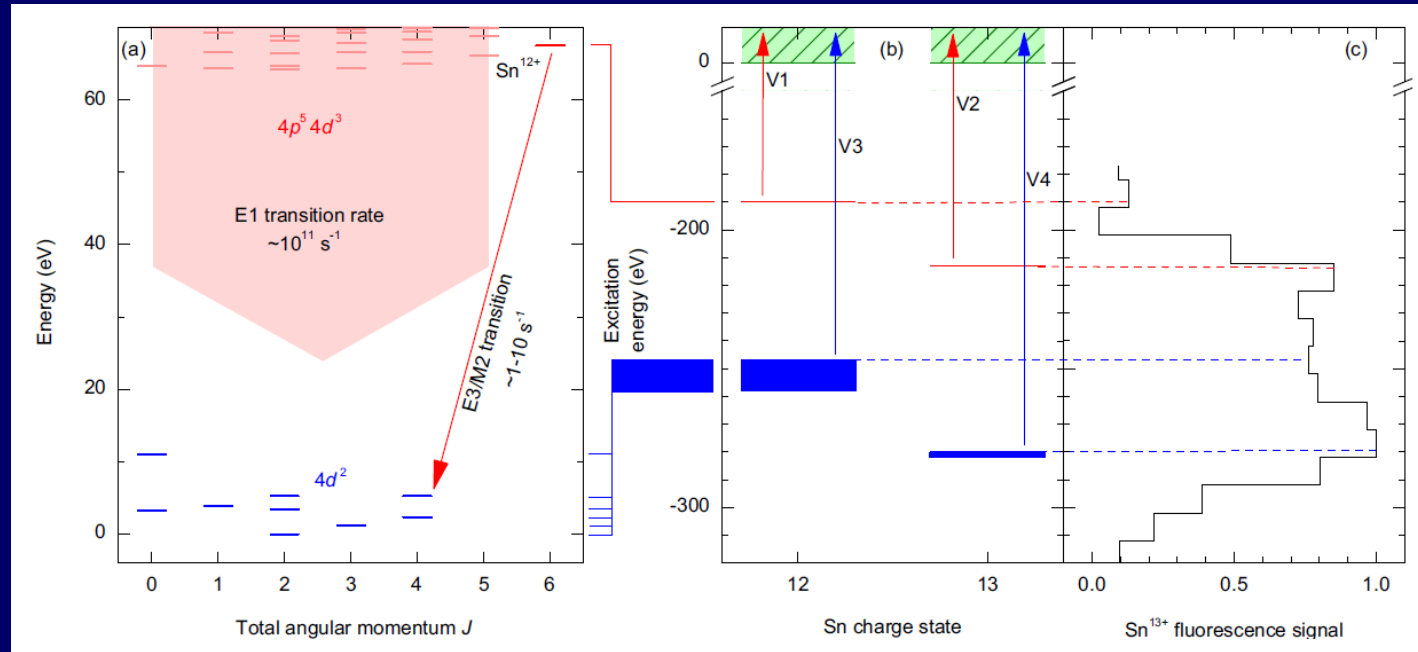 (a)
Sn¹²⁺
4p⁵ 4d³
E1 transition rate
~10¹¹ s⁻¹
E3/M2 transition
~1-10 s⁻¹
4d²
Energy (eV)
60
40
20
0
0 1 2 3 4 5 6
Total angular momentum J
Excitation
energy (eV)
0
-200
-300
(b)
V1
V2
V3
V4
12 13
Sn charge state
(c)
0.0 0.5 1.0
Sn¹³⁺ fluorescence signal